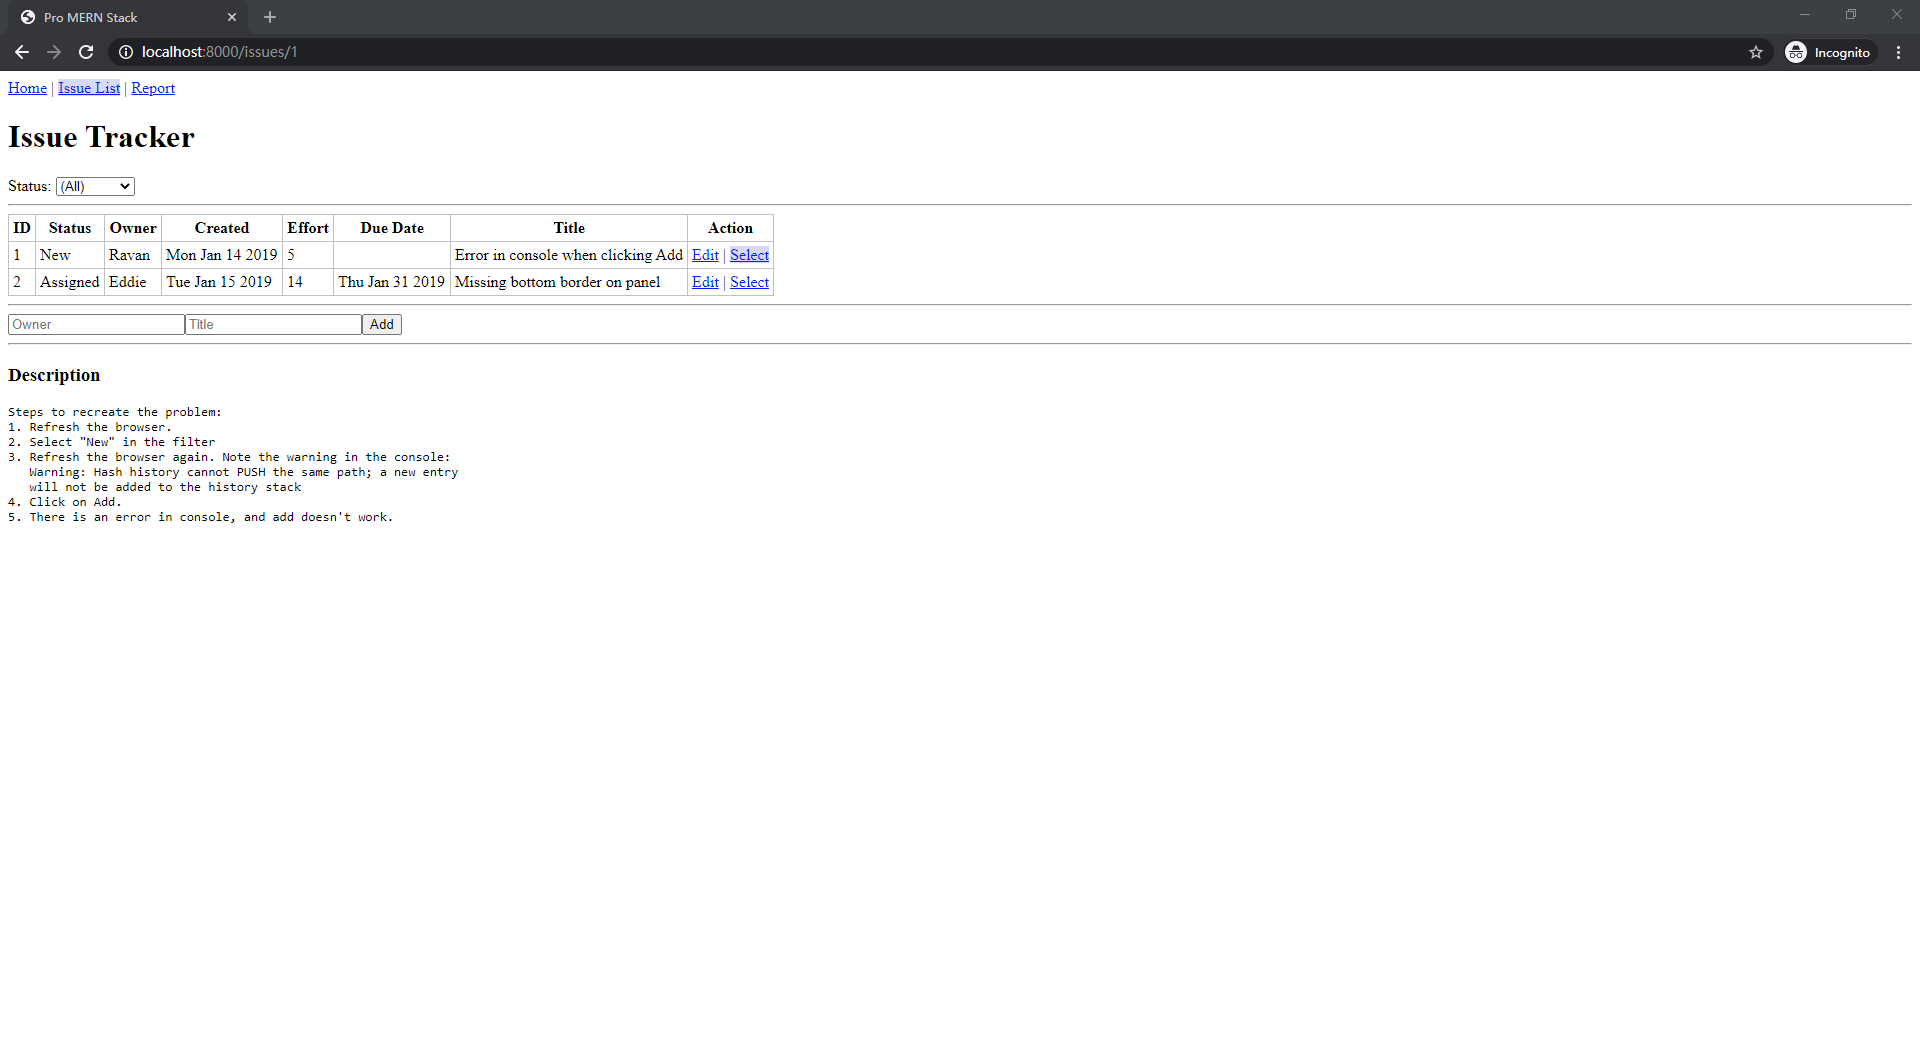 Pro MERN Stack
localhost:8000/issues/1
Incognito
Home | Issue List | Report
Issue Tracker
Status: (All)
ID Status Owner Created Effort Due Date Title Action
1 New Ravan Mon Jan 14 2019 5 Error in console when clicking Add Edit | Select
2 Assigned Eddie Tue Jan 15 2019 14 Thu Jan 31 2019 Missing bottom border on panel Edit | Select
Owner Title Add
Description
Steps to recreate the problem:
1. Refresh the browser.
2. Select "New" in the filter
3. Refresh the browser again. Note the warning in the console:
Warning: Hash history cannot PUSH the same path; a new entry
will not be added to the history stack
4. Click on Add.
5. There is an error in console, and add doesn't work.